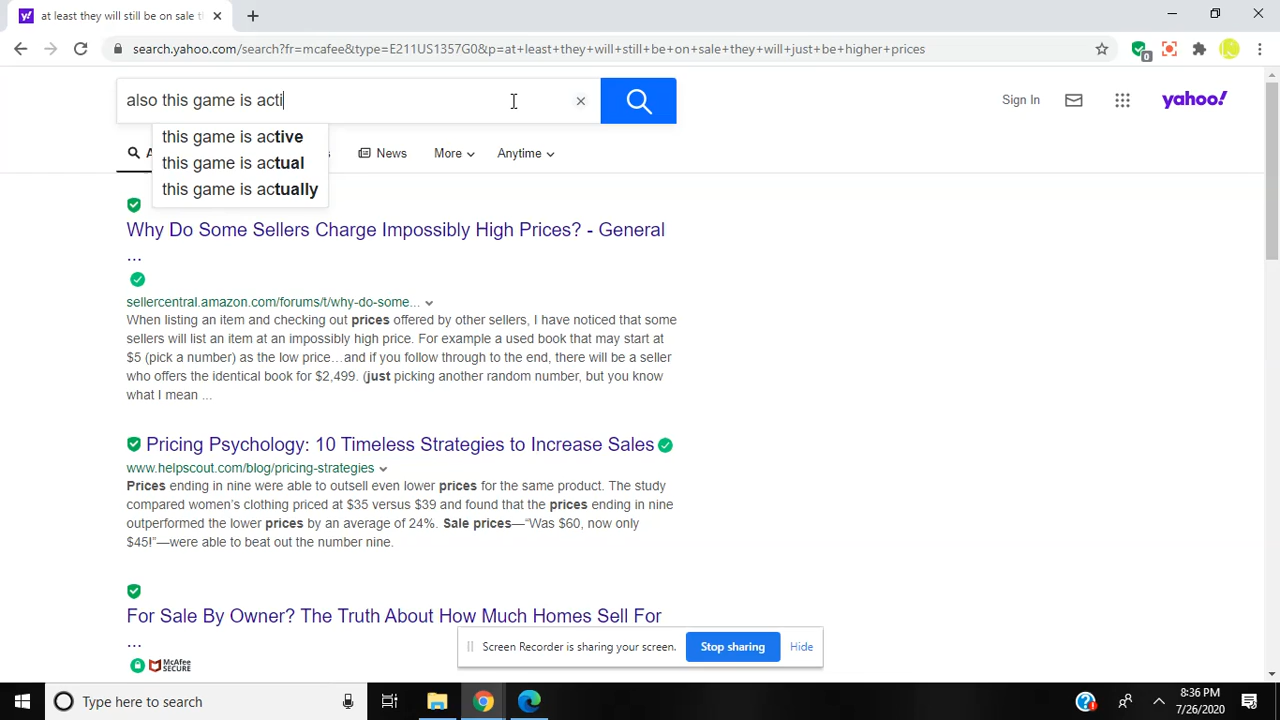 at least they will still be on sale t
search.yahoo.com/search?fr=mcafee&type=E211US1357G0&p=at+least+they+will+still+be+on+sale+they+will+just+be+higher+prices
0
also this game is acti
Sign In
yahoo!
this game is active
this game is actual
this game is actually
A
s
News
More
Anytime
Why Do Some Sellers Charge Impossibly High Prices? - General
...
sellercentral.amazon.com/forums/t/why-do-some...
When listing an item and checking out prices offered by other sellers, I have noticed that some
sellers will list an item at an impossibly high price. For example a used book that may start at
$5 (pick a number) as the low price…and if you follow through to the end, there will be a seller
who offers the identical book for $2,499. (just picking another random number, but you know
what I mean ...
Pricing Psychology: 10 Timeless Strategies to Increase Sales
www.helpscout.com/blog/pricing-strategies
Prices ending in nine were able to outsell even lower prices for the same product. The study
compared women's clothing priced at $35 versus $39 and found that the prices ending in nine
outperformed the lower prices by an average of 24%. Sale prices—“Was $60, now only
$45!”—were able to beat out the number nine.
For Sale By Owner? The Truth About How Much Homes Sell For
...
McAfee
SECURE
Screen Recorder is sharing your screen.
Stop sharing
Hide
Type here to search
8:36 PM
7/26/2020